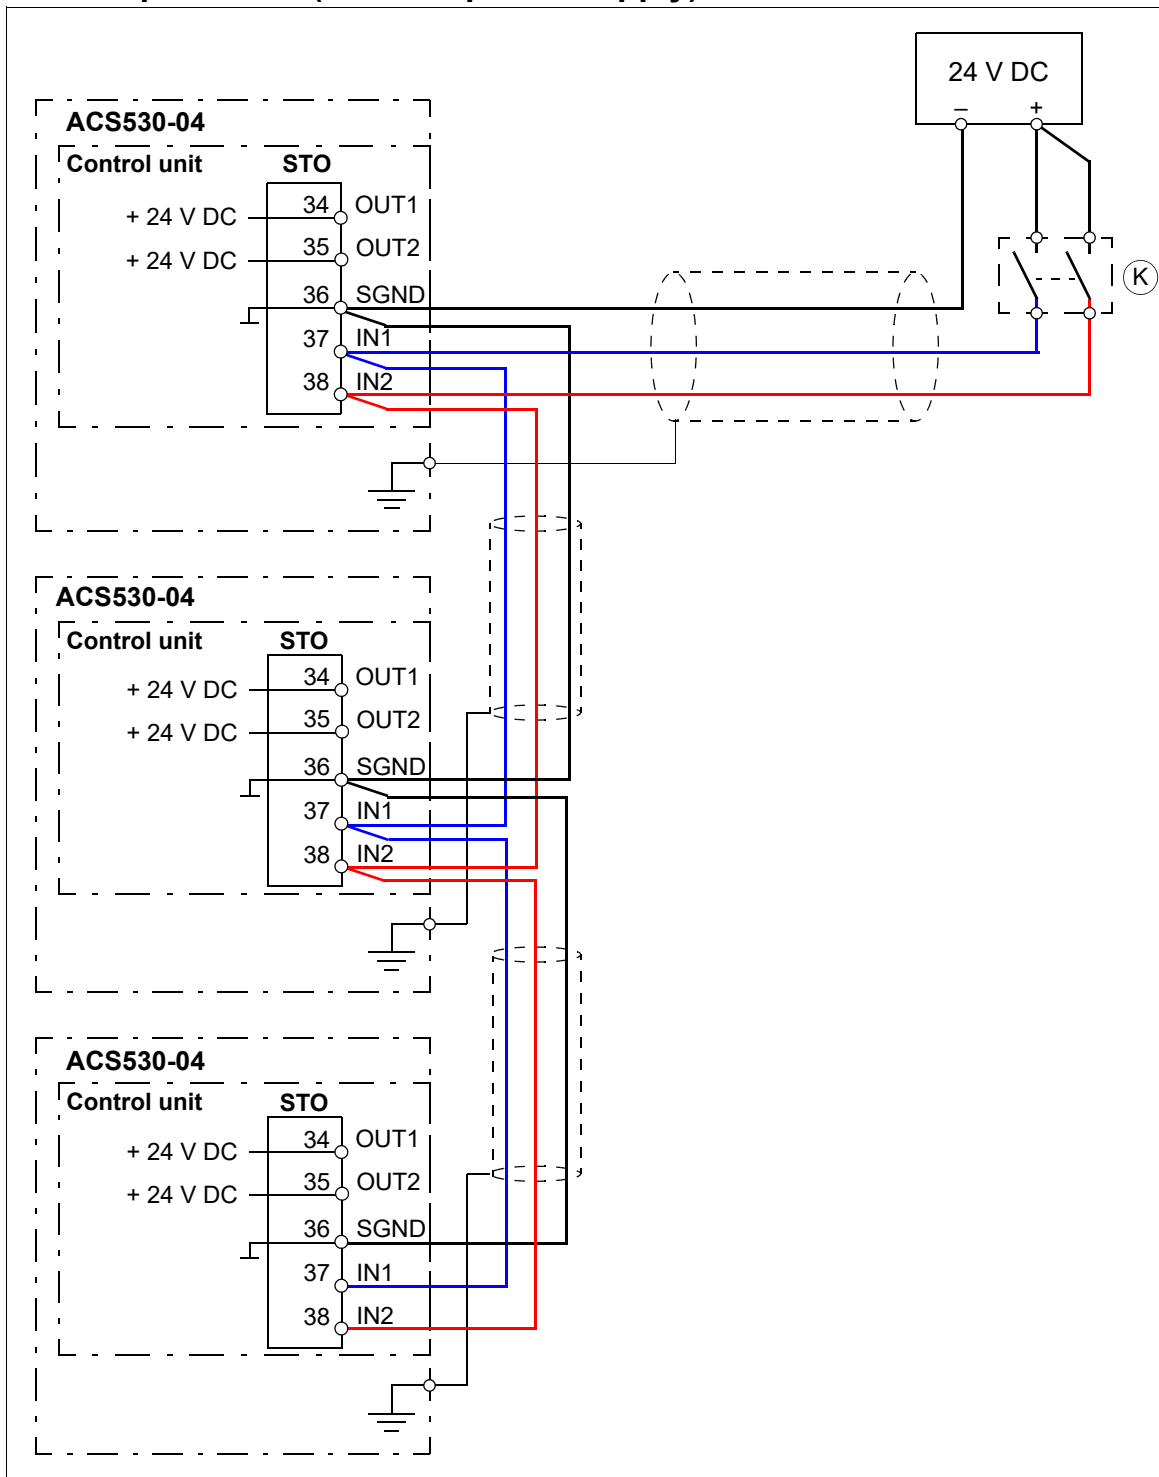 24 V DC
– +
K
ACS530-04
Control unit STO
+ 24 V DC 34 OUT1
+ 24 V DC 35 OUT2
36 SGND
37 IN1
38 IN2
ACS530-04
Control unit STO
+ 24 V DC 34 OUT1
+ 24 V DC 35 OUT2
36 SGND
37 IN1
38 IN2
ACS530-04
Control unit STO
+ 24 V DC 34 OUT1
+ 24 V DC 35 OUT2
36 SGND
37 IN1
38 IN2